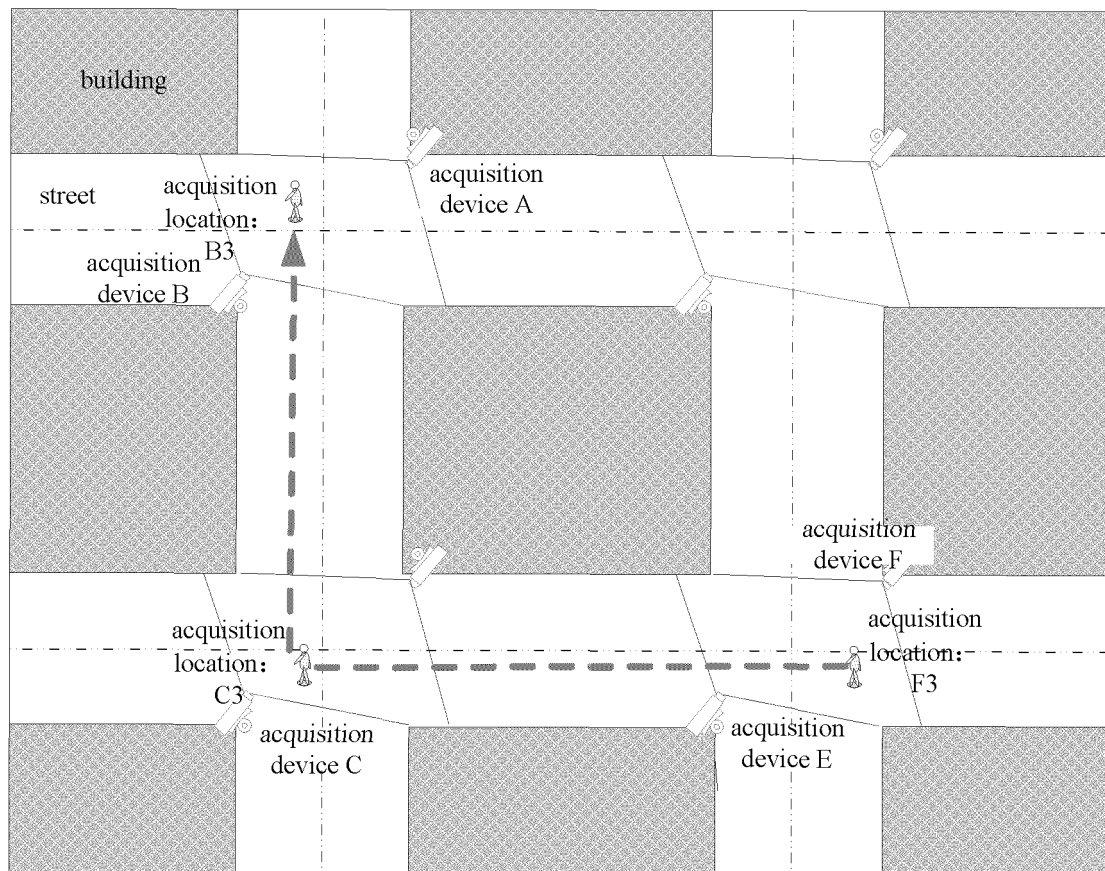 building
acquisition
device A
street
acquisition
location：
B3
acquisition
device B
acquisition
device F
acquisition
location：
C3
acquisition
location：
F3
acquisition
device C
acquisition
device E